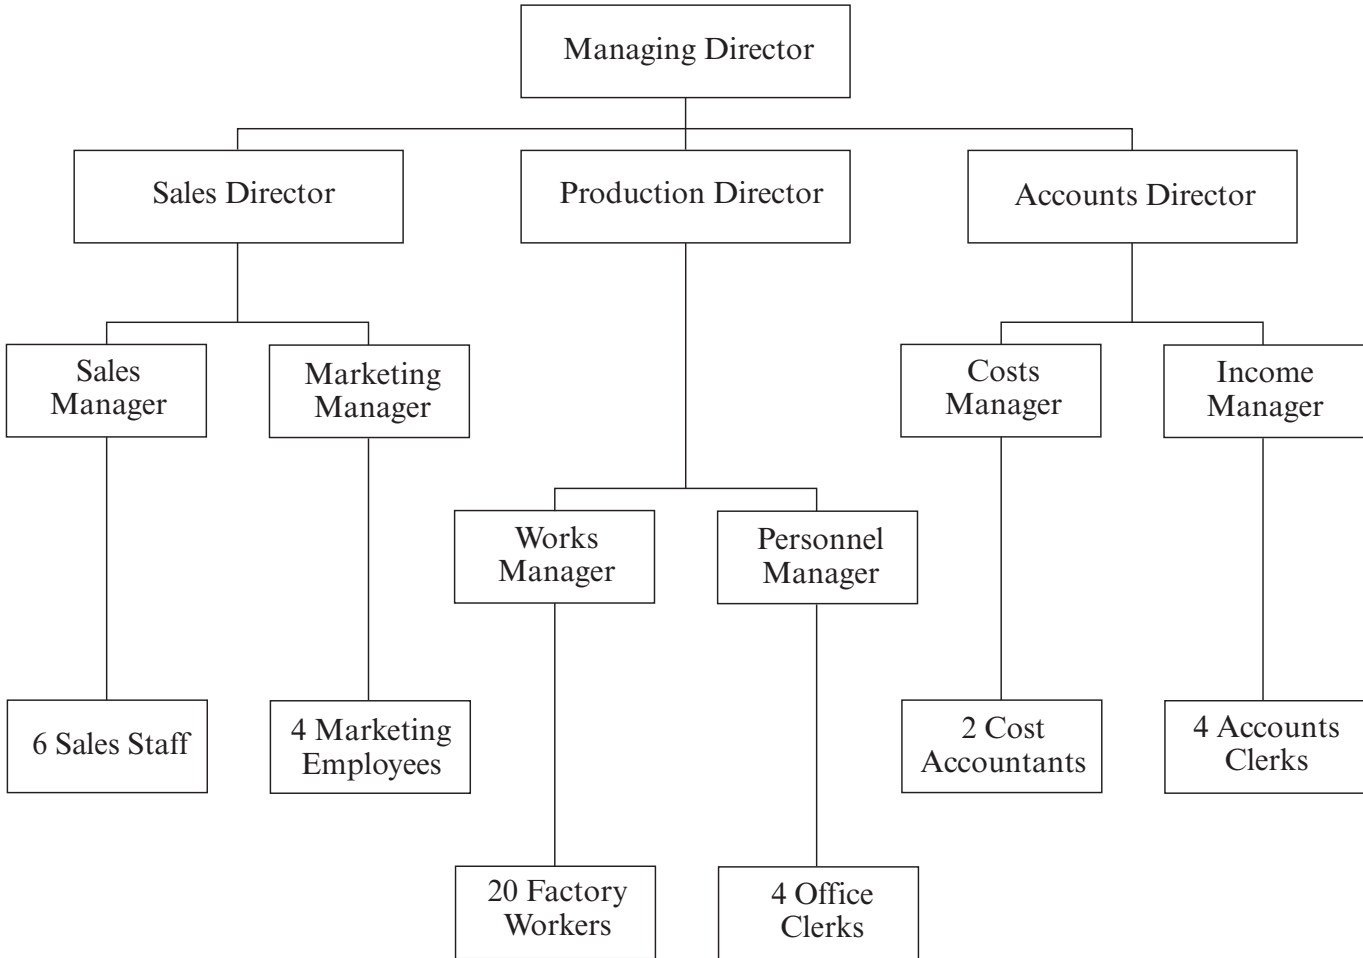 Managing Director
Sales Director
Production Director
Accounts Director
Sales
Manager
Marketing
Manager
Costs
Manager
Income
Manager
Works
Manager
Personnel
Manager
6 Sales Staff
4 Marketing
Employees
2 Cost
Accountants
4 Accounts
Clerks
20 Factory
Workers
4 Office
Clerks